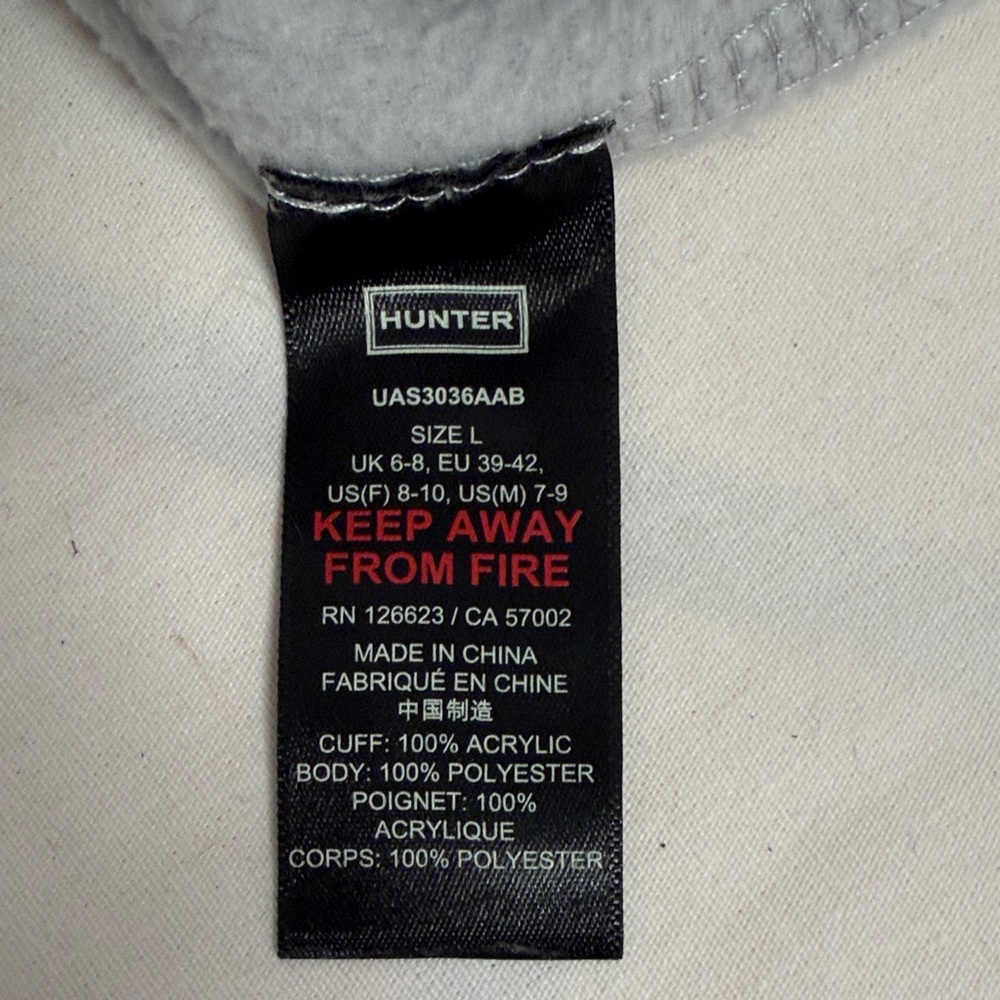 HUNTER
UAS3036AAB
SIZE L
UK 6-8, EU 39-42,
US(F) 8-10, US(M) 7-9
KEEP AWAY
FROM FIRE
RN 126623 / CA 57002
MADE IN CHINA
FABRIQUÉ EN CHINE
中国制造
CUFF: 100% ACRYLIC
BODY: 100% POLYESTER
POIGNET: 100%
ACRYLIQUE
CORPS: 100% POLYESTER